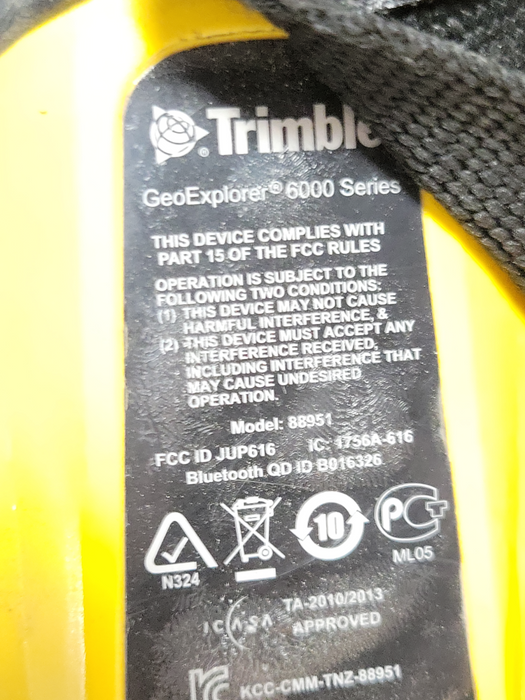 Trimble
GeoExplorer® 6000 Series
THIS DEVICE COMPLIES WITH
PART 15 OF THE FCC RULES
OPERATION IS SUBJECT TO THE
FOLLOWING TWO CONDITIONS:
(1) THIS DEVICE MAY NOT CAUSE
HARMFUL INTERFERENCE, &
(2) THIS DEVICE MUST ACCEPT ANY
INTERFERENCE RECEIVED,
INCLUDING INTERFERENCE THAT
MAY CAUSE UNDESIRED
OPERATION.
Model: 88951
FCC ID JUP616 IC: 1756A-616
Bluetooth QD ID B016326
10
N324
ML05
ICASA TA-2010/2013
APPROVED
KCC-CMM-TNZ-88951